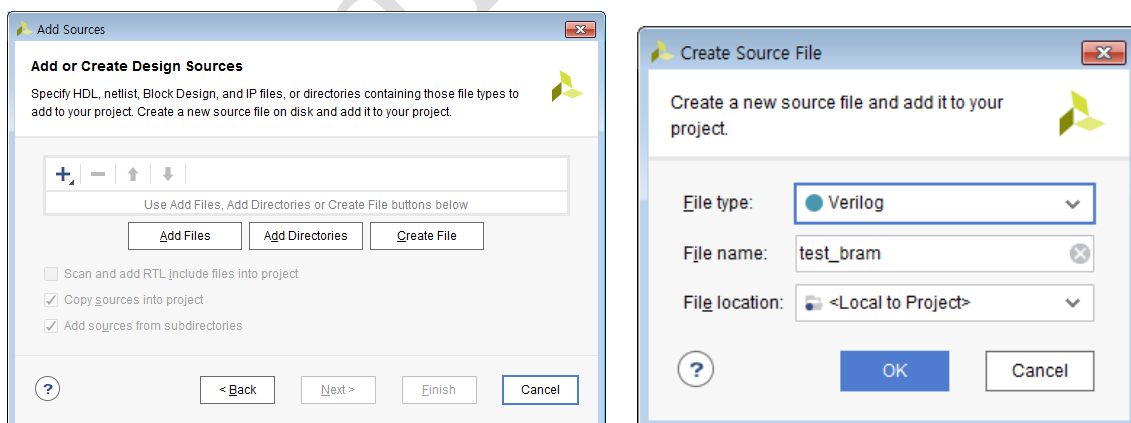 Add Sources
Add or Create Design Sources
Specify HDL, netlist, Block Design, and IP files, or directories containing those file types to
add to your project. Create a new source file on disk and add it to your project.
Use Add Files, Add Directories or Create File buttons below
Add Files
Add Directories
Create File
Scan and add RTL include files into project
Copy sources into project
Add sources from subdirectories
?
< Back
Next >
Finish
Cancel
Create Source File
Create a new source file and add it to your
project.
File type:
Verilog
File name:
test_bram
File location:
<Local to Project>
?
OK
Cancel